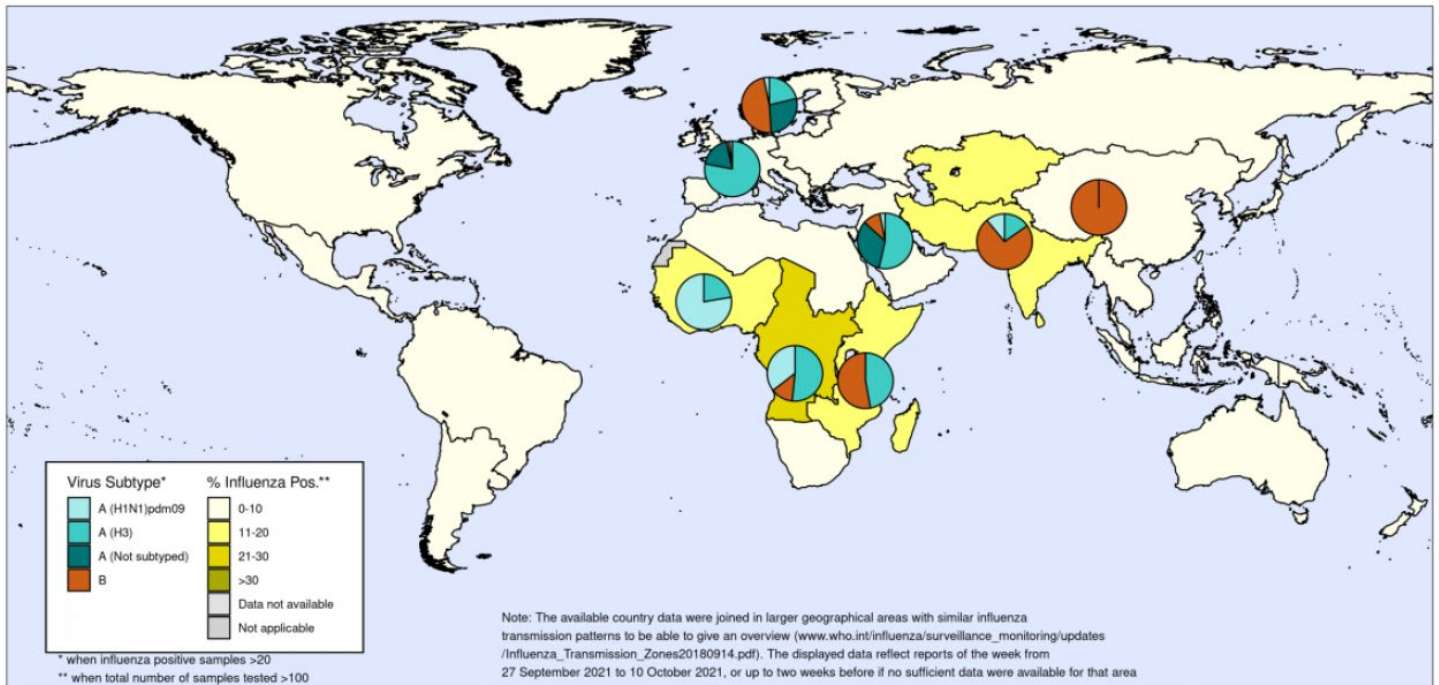 Virus Subtype*
A (H1N1)pdm09
A (H3)
A (Not subtyped)
B
% Influenza Pos.**
0-10
11-20
21-30
>30
Data not available
Not applicable
* when influenza positive samples >20
** when total number of samples tested >100
Note: The available country data were joined in larger geographical areas with similar influenza
transmission patterns to be able to give an overview (www.who.int/influenza/surveillance_monitoring/updates
/Influenza_Transmission_Zones20180914.pdf). The displayed data reflect reports of the week from
27 September 2021 to 10 October 2021, or up to two weeks before if no sufficient data were available for that area